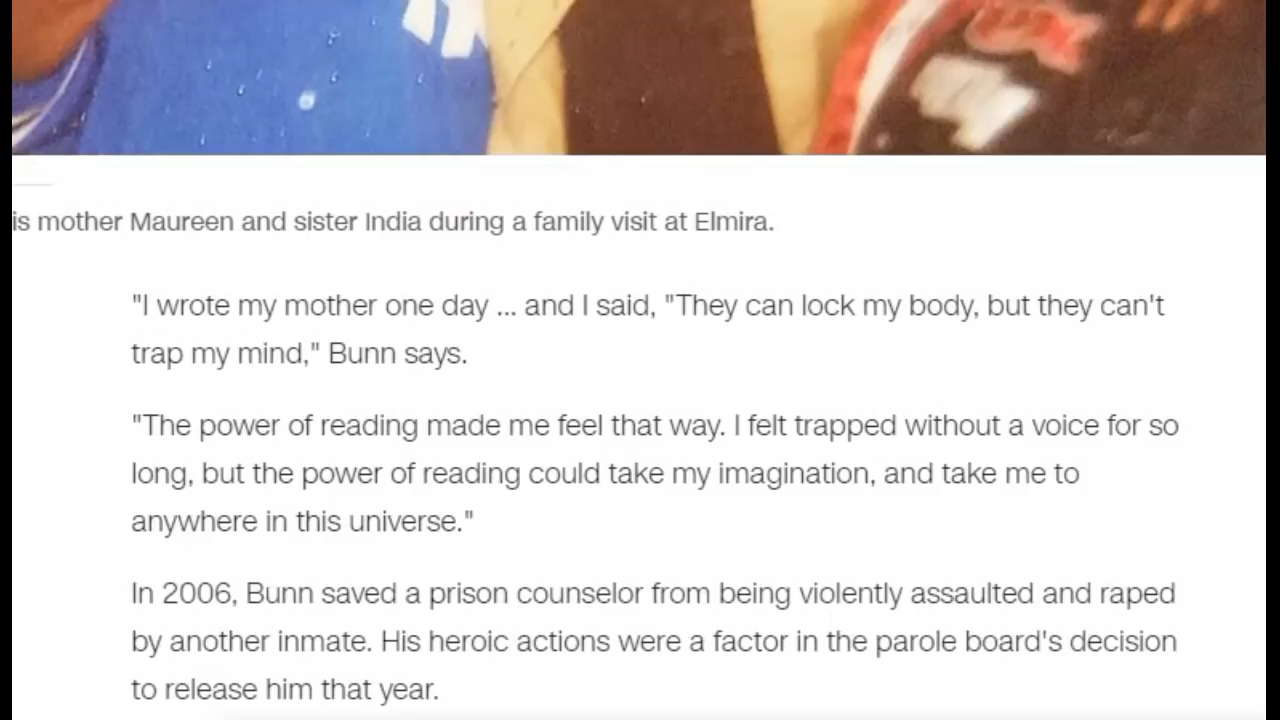 is mother Maureen and sister India during a family visit at Elmira.
"I wrote my mother one day ... and I said, "They can lock my body, but they can't
trap my mind," Bunn says.
"The power of reading made me feel that way. I felt trapped without a voice for so
long, but the power of reading could take my imagination, and take me to
anywhere in this universe."
In 2006, Bunn saved a prison counselor from being violently assaulted and raped
by another inmate. His heroic actions were a factor in the parole board's decision
to release him that year.